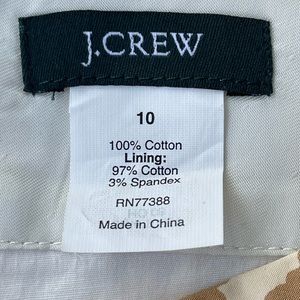 J.CREW
10
100% Cotton
Lining:
97% Cotton
3% Spandex
RN77388
Made in China